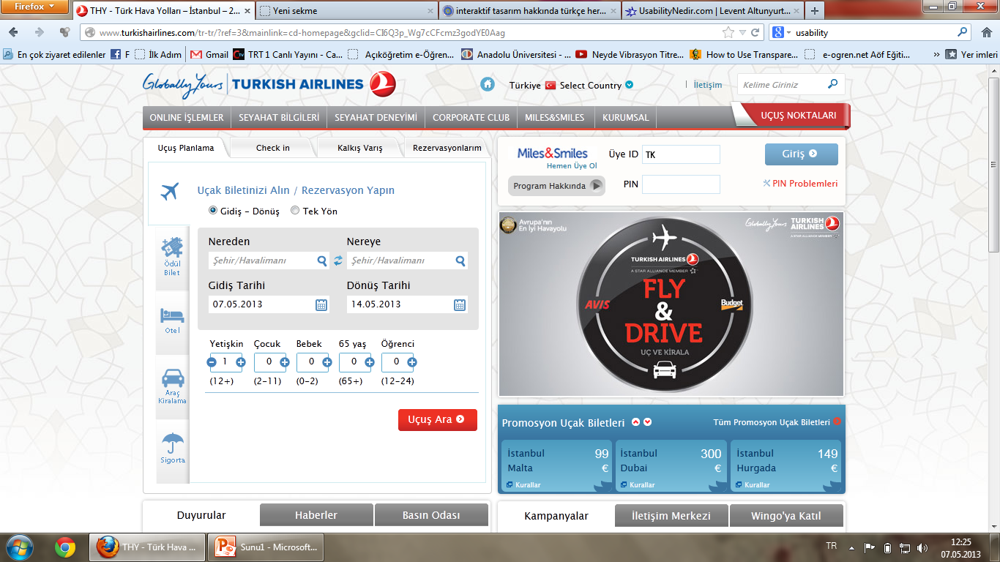 Firefox
THY - Türk Hava Yolları – İstanbul – 2...
Yeni sekme
interaktif tasarım hakkında türkçe her...
UsabilityNedir.com | Levent Altunyurt...
www.turkishairlines.com/tr-tr/?ref=3&mainlink=cd-homepage&gclid=CI6Q3p_Wg7cCFcmz3godYE0Aag
usability
En çok ziyaret edilenler
F
İlk Adım
Gmail
TRT 1 Canlı Yayını - Ca...
Açıköğretim e-Öğren...
Anadolu Üniversitesi - ...
Neyde Vibrasyon Titre...
How to Use Transpare...
e-ogren.net Aöf Eğiti...
»
Yer imleri
Globally Yours | TURKISH AIRLINES
Türkiye Select Country
İletişim
Kelime Giriniz
ONLINE İŞLEMLER
SEYAHAT BİLGİLERİ
SEYAHAT DENEYİMİ
CORPORATE CLUB
MILES&SMILES
KURUMSAL
UÇUŞ NOKTALARI
Uçuş Planlama
Check in
Kalkış Varış
Rezervasyonlarım
Uçak Biletinizi Alın / Rezervasyon Yapın
Gidiş – Dönüş
Tek Yön
Nereden
Nereye
Şehir/Havalimanı
Şehir/Havalimanı
Gidiş Tarihi
Dönüş Tarihi
07.05.2013
14.05.2013
Yetişkin Çocuk Bebek 65 yaş Öğrenci
1 0 0 0 0
(12+) (2-11) (0-2) (65+) (12-24)
Uçuş Ara
Ödül
Bilet
Otel
Araç
Kiralama
Sigorta
Miles&Smiles
Hemen Üye Ol
Program Hakkında
Üye ID
TK
PIN
Giriş
PIN Problemleri
Avrupa'nın
En İyi Havayolu
Globally Yours
TURKISH
AIRLINES
A STAR ALLIANCE MEMBER
TURKISH AIRLINES
A STAR ALLIANCE MEMBER
FLY
&
DRIVE
AVIS
Budget
UÇ VE KİRALA
Promosyon Uçak Biletleri
Tüm Promosyon Uçak Biletleri
İstanbul 99
Malta €
Kurallar
İstanbul 300
Dubai €
Kurallar
İstanbul 149
Hurgada €
Kurallar
Duyurular
Haberler
Basın Odası
Kampanyalar
İletişim Merkezi
Wingo'ya Katıl
THY - Türk Hava ...
Sunu1 - Microsoft...
TR
12:25
07.05.2013